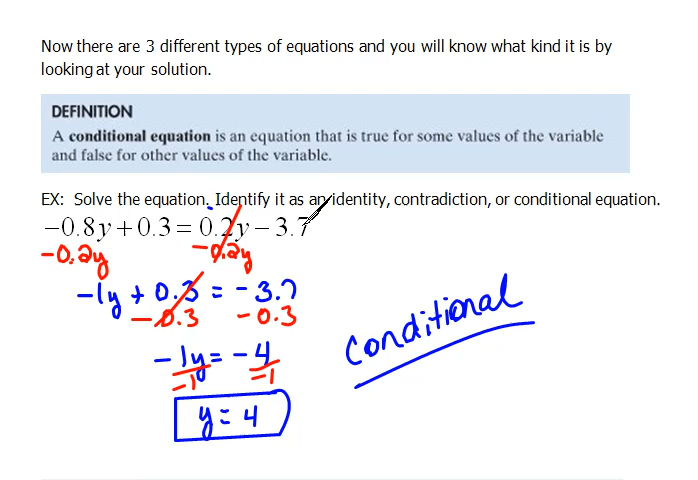 Now there are 3 different types of equations and you will know what kind it is by
looking at your solution.
DEFINITION
A conditional equation is an equation that is true for some values of the variable
and false for other values of the variable.
EX: Solve the equation. Identify it as an identity, contradiction, or conditional equation.
−0.8y + 0.3 = 0.2y − 3.7
−0.2y −0.2y
−1y + 0.3 = −3.7
−0.3 −0.3
−1y = −4
−1 −1
y = 4
Conditional